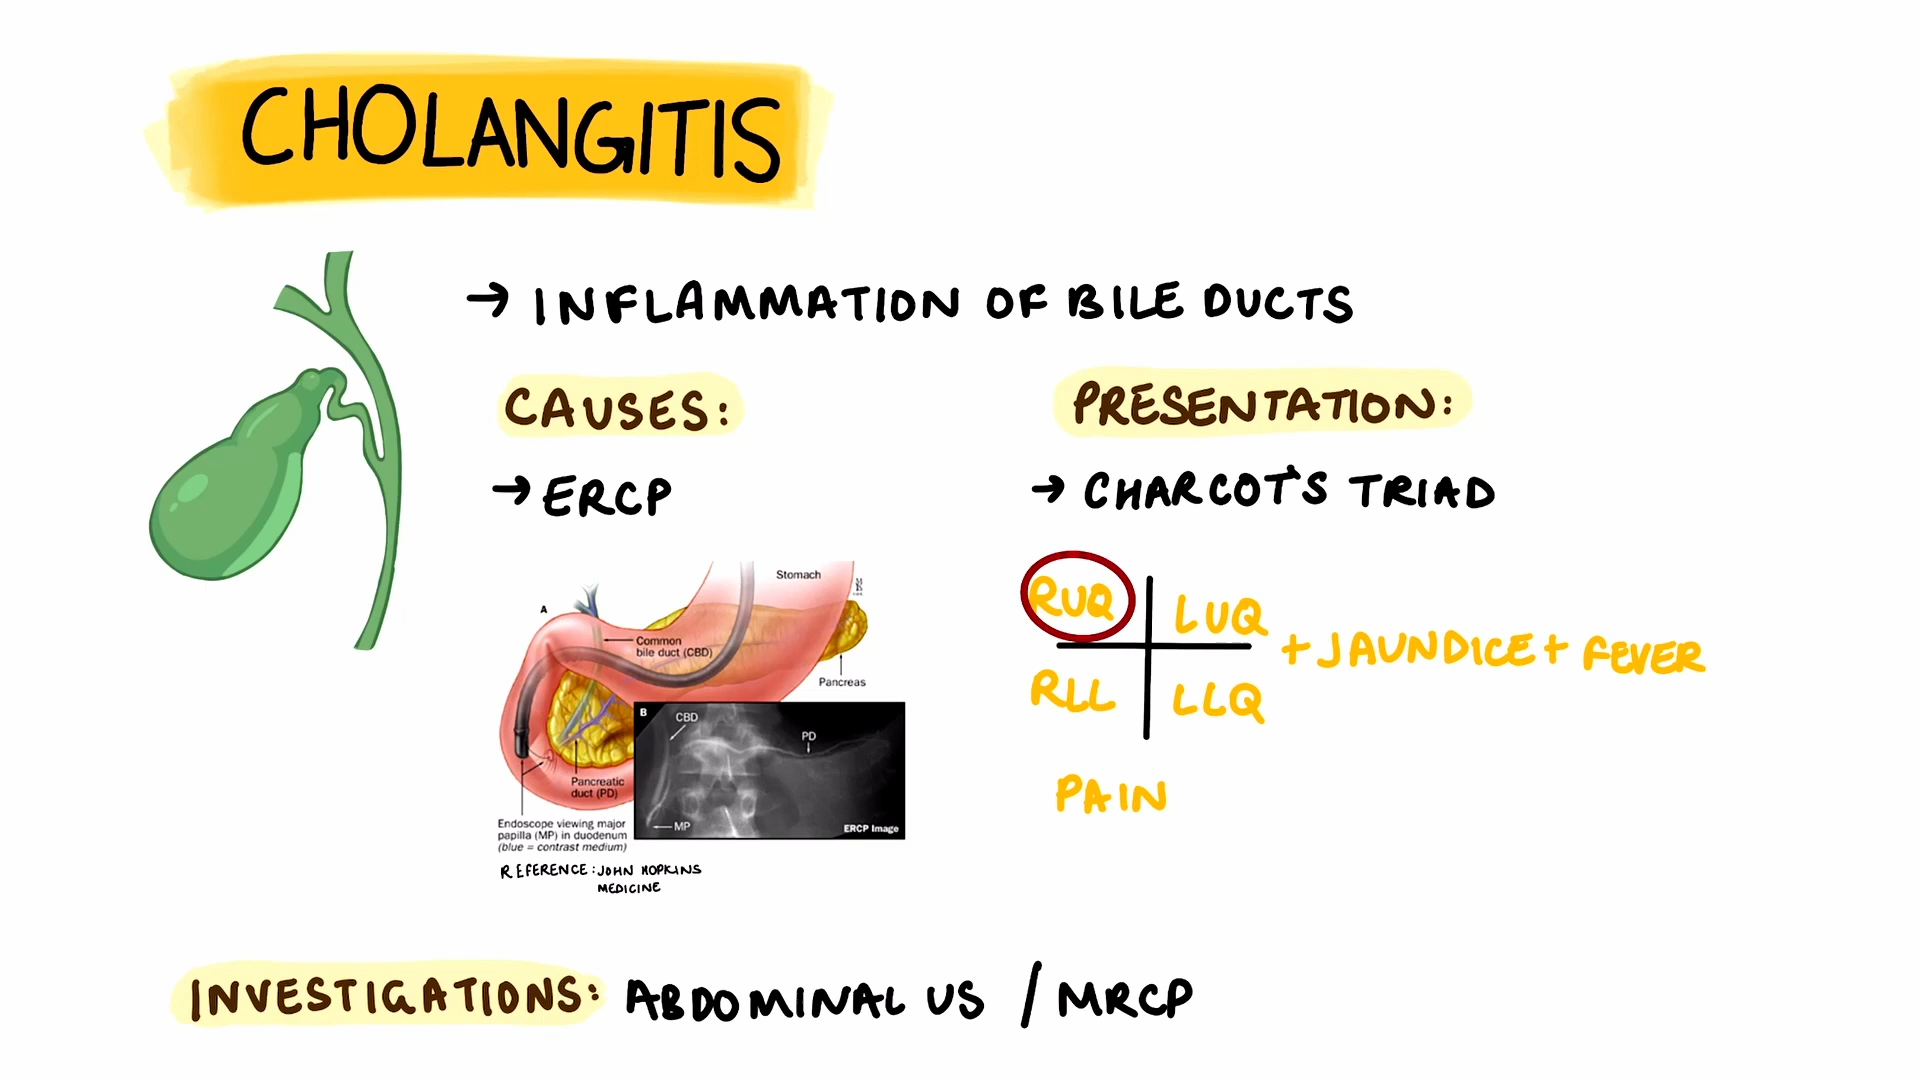 CHOLANGITIS
→ INFLAMMATION OF BILE DUCTS
CAUSES:
→ ERCP
A
Stomach
Common
bile duct (CBD)
Pancreas
Pancreatic
duct (PD)
Endoscope viewing major
papilla (MP) in duodenum
(blue = contrast medium)
B
CBD
PD
MP
ERCP Image
REFERENCE: JOHN HOPKINS
MEDICINE
PRESENTATION:
→ CHARCOT'S TRIAD
RUQ LUQ
+ JAUNDICE + FEVER
RLL LLQ
PAIN
INVESTIGATIONS: ABDOMINAL US / MRCP